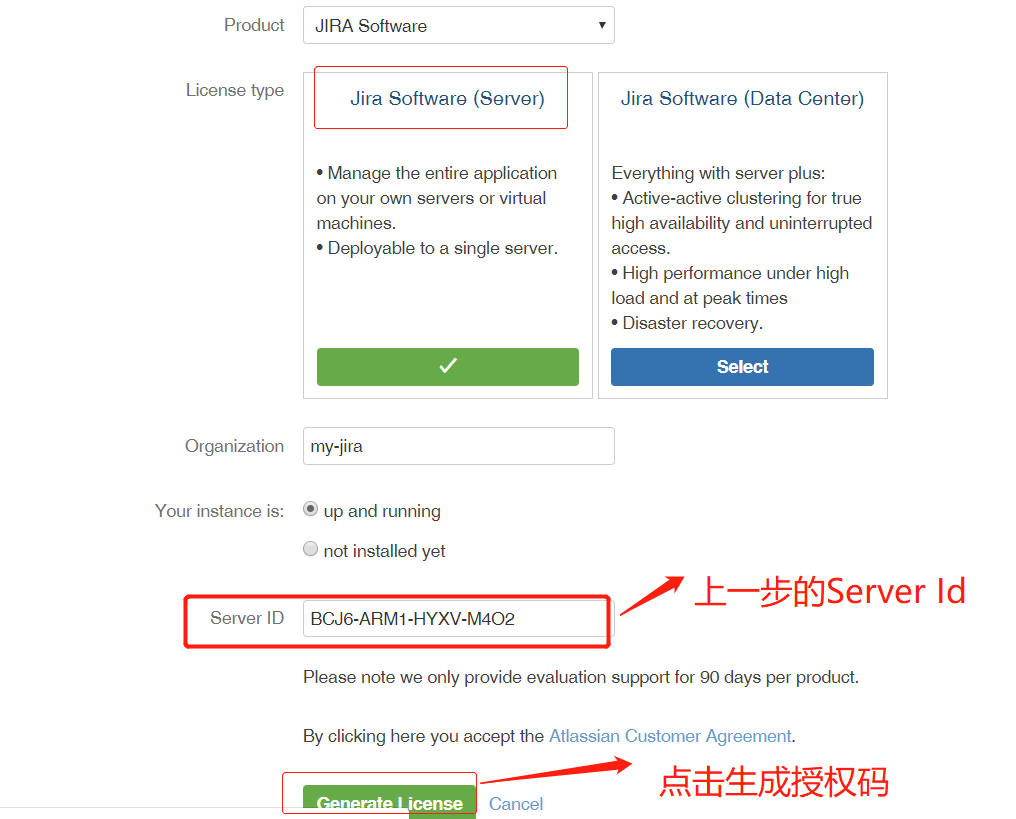 Product
JIRA Software
License type
Jira Software (Server)
Jira Software (Data Center)
• Manage the entire application
on your own servers or virtual
machines.
• Deployable to a single server.
Everything with server plus:
• Active-active clustering for true
high availability and uninterrupted
access.
• High performance under high
load and at peak times
• Disaster recovery.
Select
Organization
my-jira
Your instance is:
up and running
not installed yet
上一步的Server Id
Server ID
BCJ6-ARM1-HYXV-M4O2
Please note we only provide evaluation support for 90 days per product.
By clicking here you accept the Atlassian Customer Agreement.
点击生成授权码
Generate License
Cancel